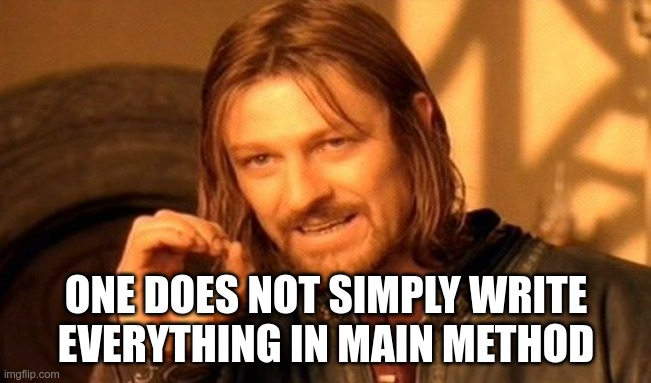 ONE DOES NOT SIMPLY WRITE
EVERYTHING IN MAIN METHOD
imgflip.com